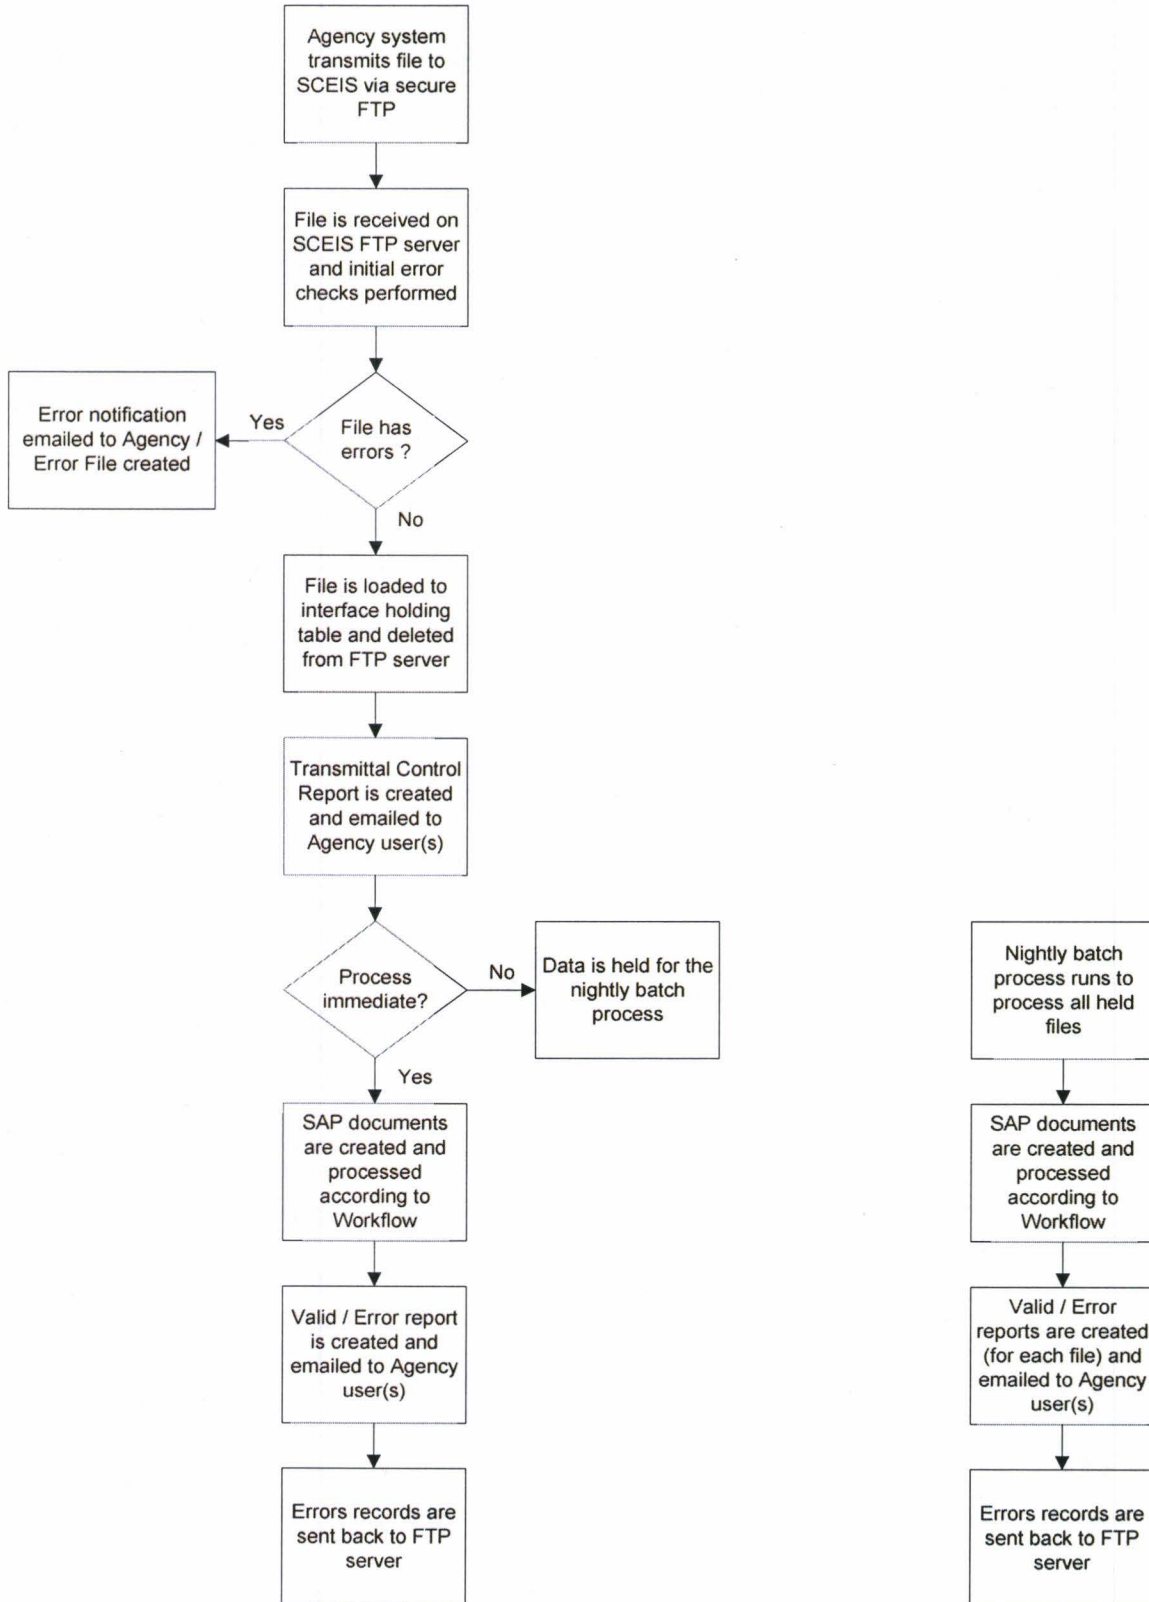 Agency system
transmits file to
SCEIS via secure
FTP
File is received on
SCEIS FTP server
and initial error
checks performed
Error notification
emailed to Agency /
Error File created
Yes
File has
errors ?
No
File is loaded to
interface holding
table and deleted
from FTP server
Transmittal Control
Report is created
and emailed to
Agency user(s)
Process
immediate?
No
Data is held for the
nightly batch
process
Yes
SAP documents
are created and
processed
according to
Workflow
Valid / Error report
is created and
emailed to Agency
user(s)
Errors records are
sent back to FTP
server
Nightly batch
process runs to
process all held
files
SAP documents
are created and
processed
according to
Workflow
Valid / Error
reports are created
(for each file) and
emailed to Agency
user(s)
Errors records are
sent back to FTP
server